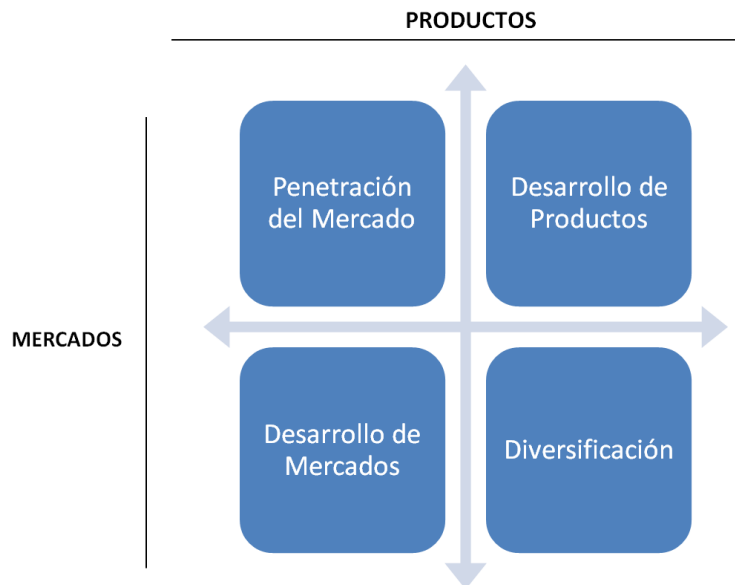 PRODUCTOS
Penetración
del Mercado
Desarrollo de
Productos
MERCADOS
Desarrollo de
Mercados
Diversificación